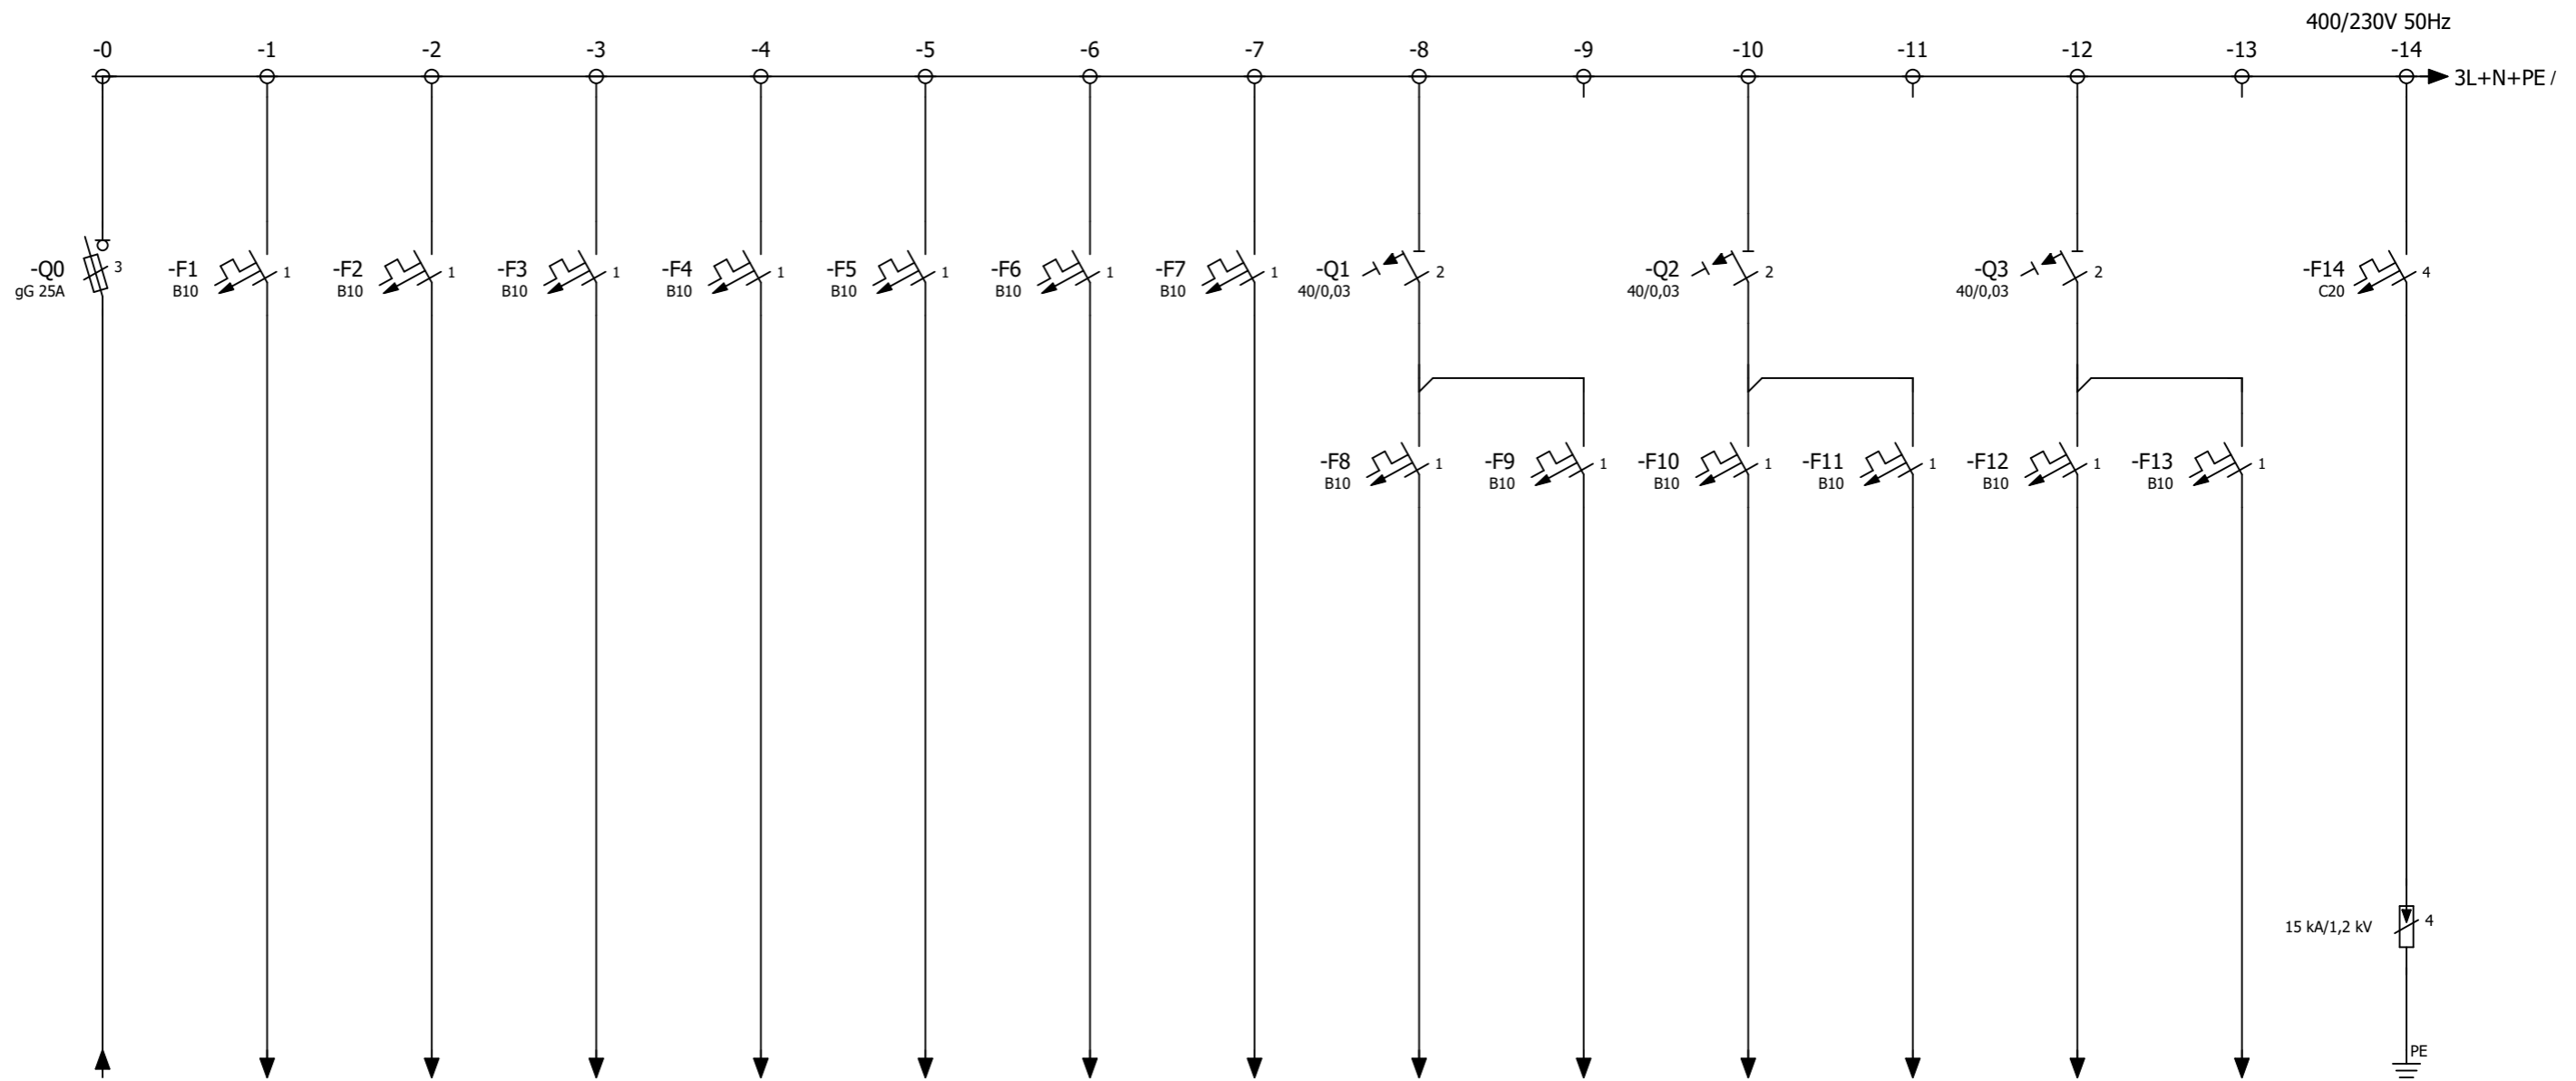 400/230V 50Hz
-0 -1 -2 -3 -4 -5 -6 -7 -8 -9 -10 -11 -12 -13 -14
3L+N+PE /
-Q0 3 -F1 1 -F2 1 -F3 1 -F4 1 -F5 1 -F6 1 -F7 1 -Q1 2 -Q2 2 -Q3 2 -F14 4
gG 25A B10 B10 B10 B10 B10 B10 B10 40/0,03 40/0,03 40/0,03 C20
-F8 1 -F9 1 -F10 1 -F11 1 -F12 1 -F13 1
B10 B10 B10 B10 B10 B10
15 kA/1,2 kV 4
PE